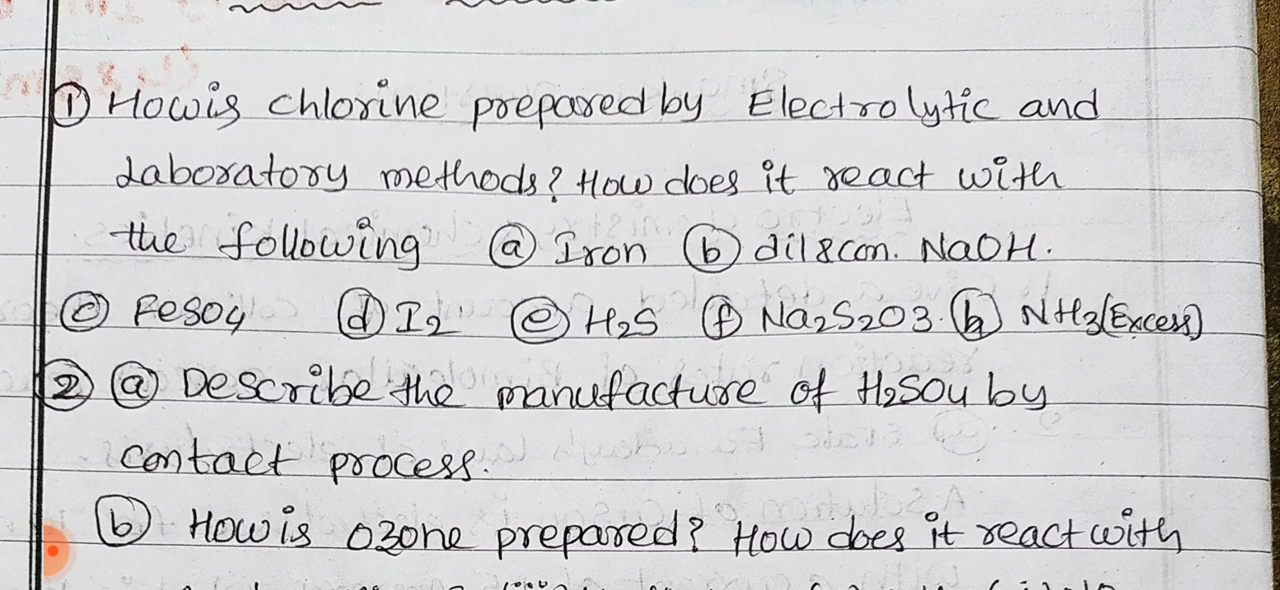 ① How is chlorine prepared by Electrolytic and
Laboratory methods? How does it react with
the following ⓐ Iron ⓑ dil & con. NaOH.
ⓒ FeSO4 ⓓ I2 ⓔ H2S ⓕ Na2S2O3. ⓗ NH3(Excess)
② ⓐ Describe the manufacture of H2SO4 by
contact process.
ⓑ How is ozone prepared? How does it react with